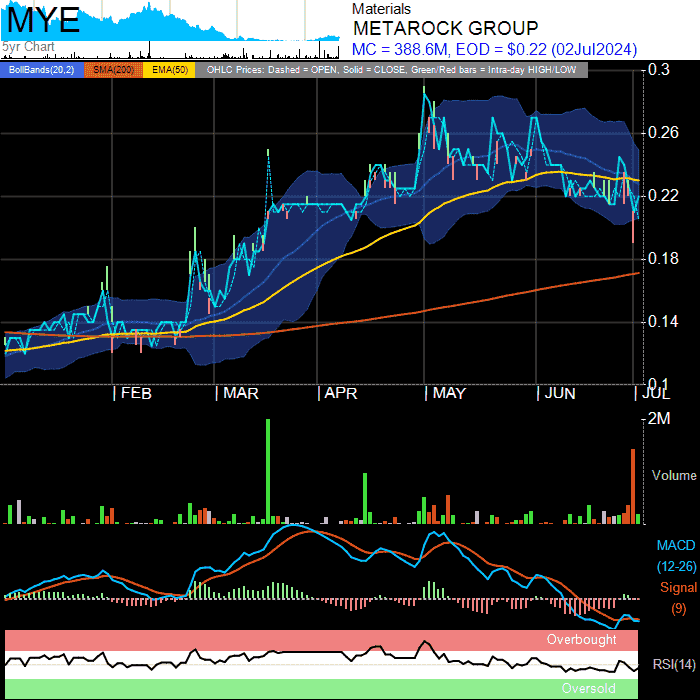 MYE
5yr Chart
Materials
METAROCK GROUP
MC = 388.6M, EOD = $0.22 (02Jul2024)
BollBands(20,2) SMA(200) EMA(50) OHLC Prices: Dashed = OPEN, Solid = CLOSE, Green/Red bars = Intra-day HIGH/LOW
0.3
0.26
0.22
0.18
0.14
0.1
FEB MAR APR MAY JUN JUL
2M
Volume
MACD
(12-26)
Signal
(9)
Overbought
RSI(14)
Oversold